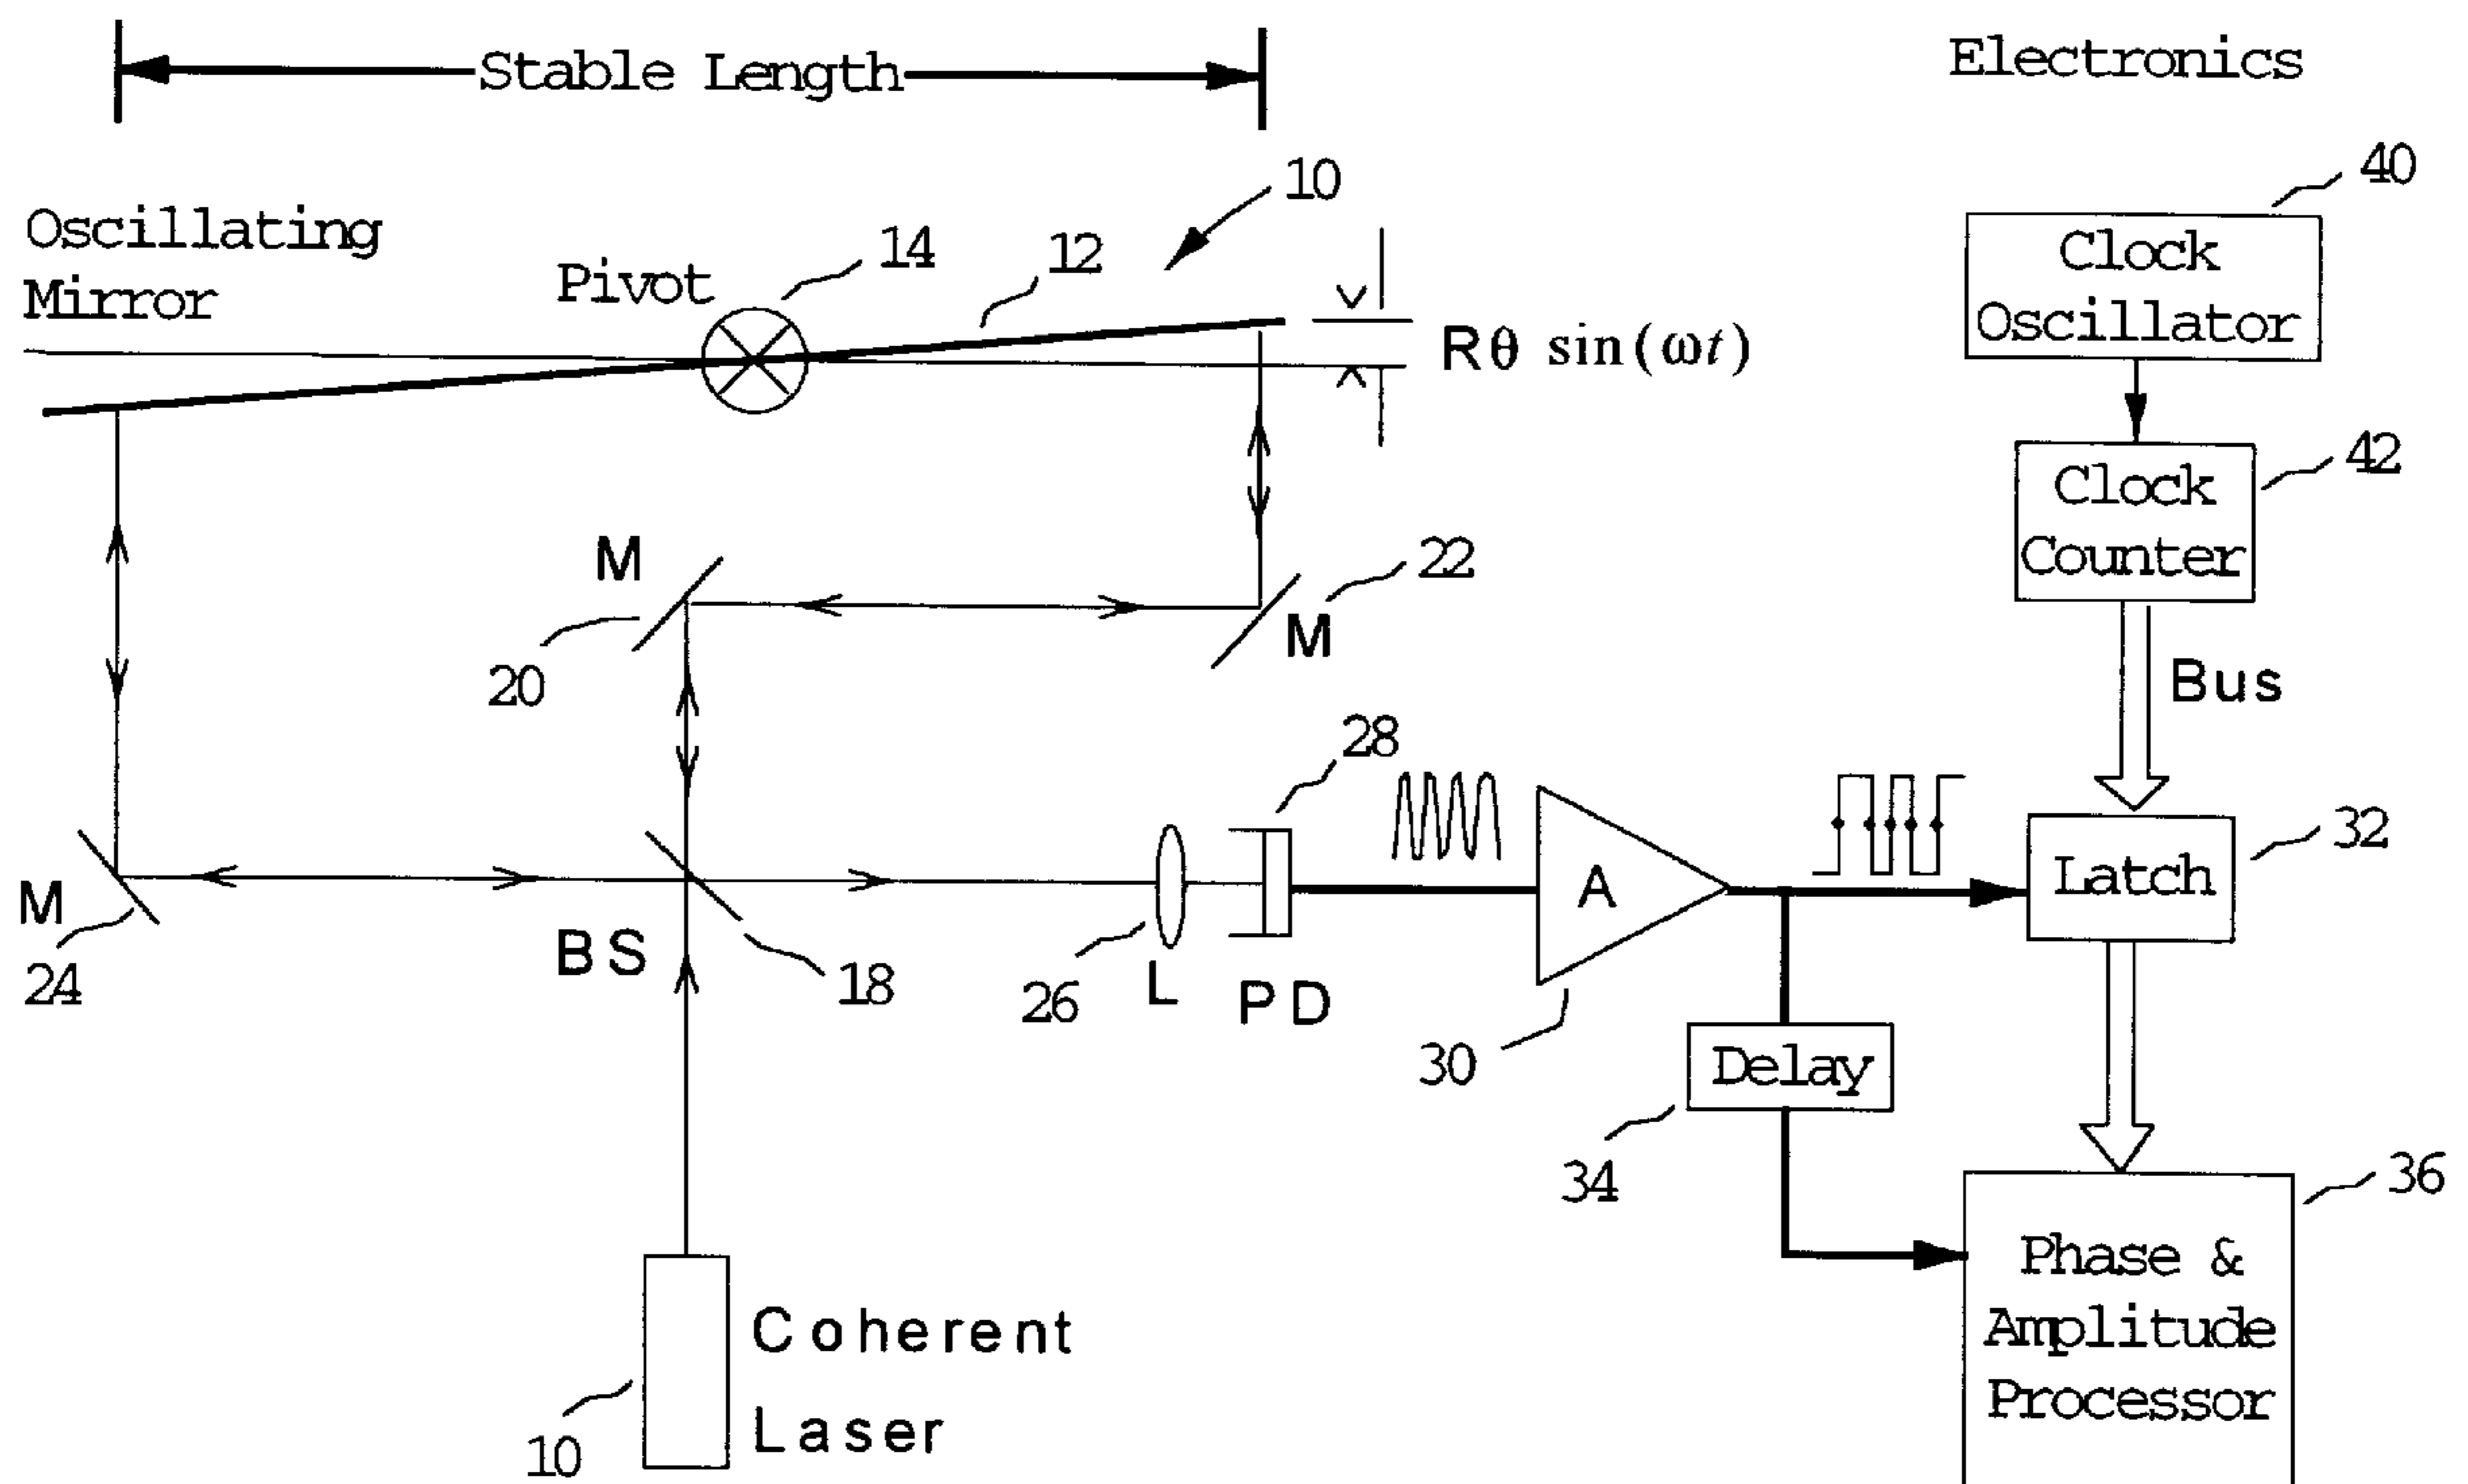 Stable Length
Electronics
10
40
Oscillating
Mirror
Pivot
14
12
Clock
Oscillator
Rθ sin(ωt)
42
Clock
Counter
M
20
22
M
Bus
28
32
Latch
M
24
BS
18
26
L
PD
A
30
Delay
34
36
Phase &
Amplitude
Processor
Coherent
Laser
10